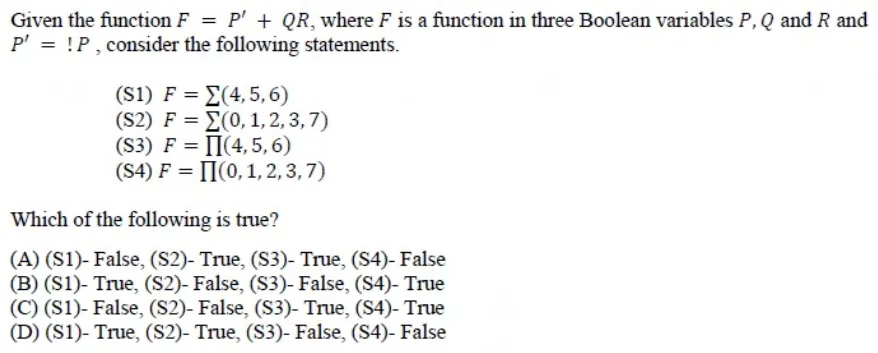 Given the function F = P′ + QR, where F is a function in three Boolean variables P, Q and R and
P′ = !P , consider the following statements.
(S1) F = ∑(4, 5, 6)
(S2) F = ∑(0, 1, 2, 3, 7)
(S3) F = ∏(4, 5, 6)
(S4) F = ∏(0, 1, 2, 3, 7)
Which of the following is true?
(A) (S1)- False, (S2)- True, (S3)- True, (S4)- False
(B) (S1)- True, (S2)- False, (S3)- False, (S4)- True
(C) (S1)- False, (S2)- False, (S3)- True, (S4)- True
(D) (S1)- True, (S2)- True, (S3)- False, (S4)- False